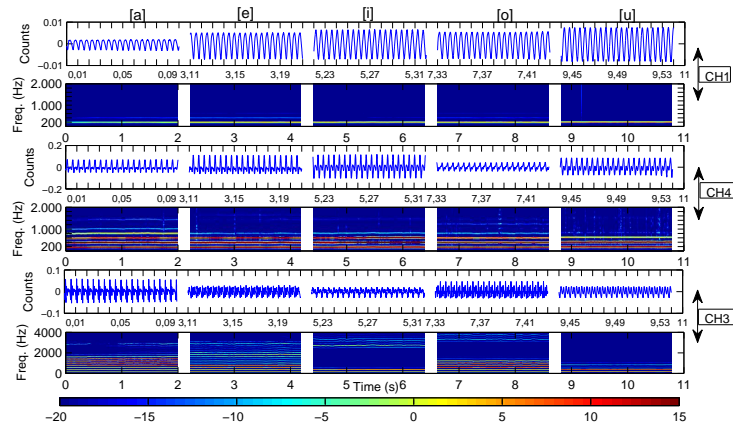 [a] [e] [i] [o] [u]
Counts
0.01
0
−0.01
0,01 0,05 0,09 3,11 3,15 3,19 5,23 5,27 5,31 7,33 7,37 7,41 9,45 9,49 9,53 11
CH1
Freq. (Hz)
2.000
1.000
200
0 1 2 3 4 5 6 7 8 9 10 11
Counts
0.2
0
−0.2
0,01 0,05 0,09 3,11 3,15 3,19 5,23 5,27 5,31 7,33 7,37 7,41 9,45 9,49 9,53 11
CH4
Freq. (Hz)
2.000
1.000
200
0 1 2 3 4 5 6 7 8 9 10 11
Counts
0.1
0
−0.1
0,01 0,05 0,09 3,11 3,15 3,19 5,23 5,27 5,31 7,33 7,37 7,41 9,45 9,49 9,53 11
CH3
Freq. (Hz)
4000
2000
0
0 1 2 3 4 5 Time (s) 6 7 8 9 10 11
−20 −15 −10 −5 0 5 10 15